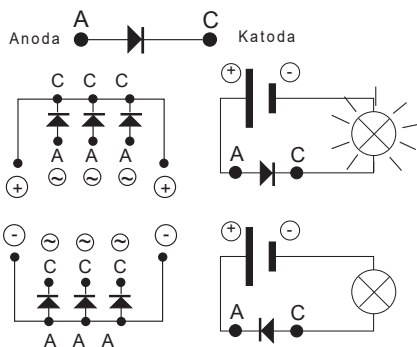 Anoda A C Katoda
C C C
A A A
~ ~ ~
+ +
+ -
A C
- ~ ~ ~ -
C C C
A A A
+ -
A C